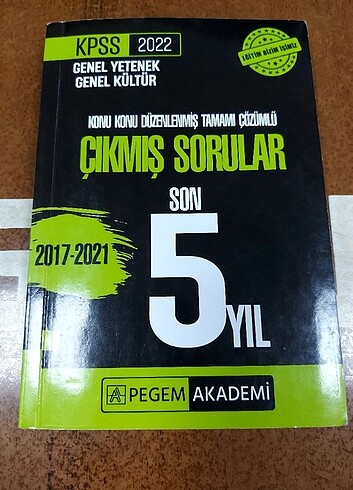 KPSS 2022
GENEL YETENEK
GENEL KÜLTÜR
EĞİTİM BİZİM İŞİMİZ
KONU KONU DÜZENLENMİŞ TAMAMI ÇÖZÜMLÜ
ÇIKMIŞ SORULAR
SON
2017-2021
5
YIL
PEGEM AKADEMİ